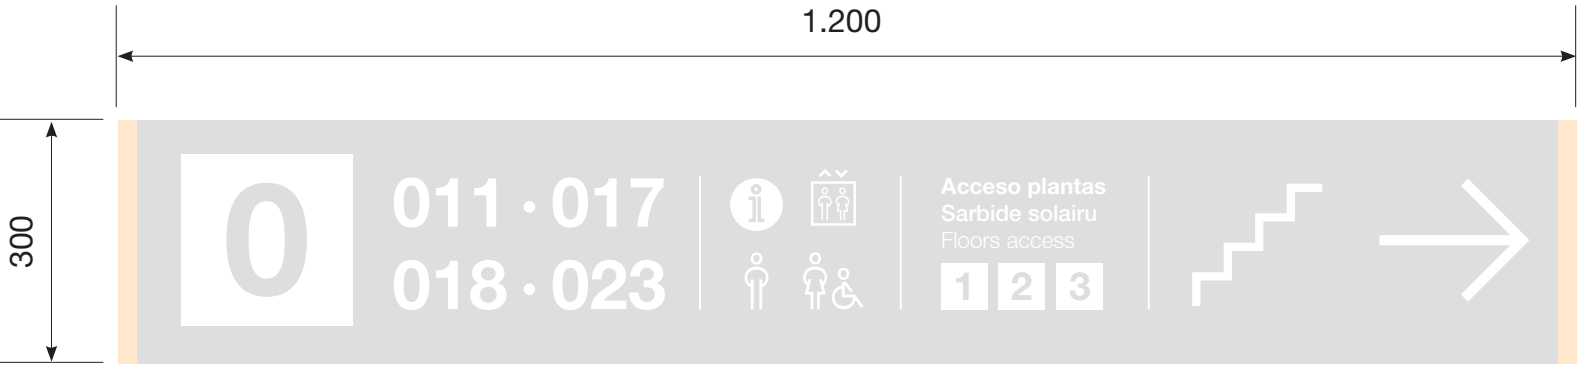 1.200
300
0
011 · 017
018 · 023
i
Acceso plantas
Sarbide solairu
Floors access
1 2 3